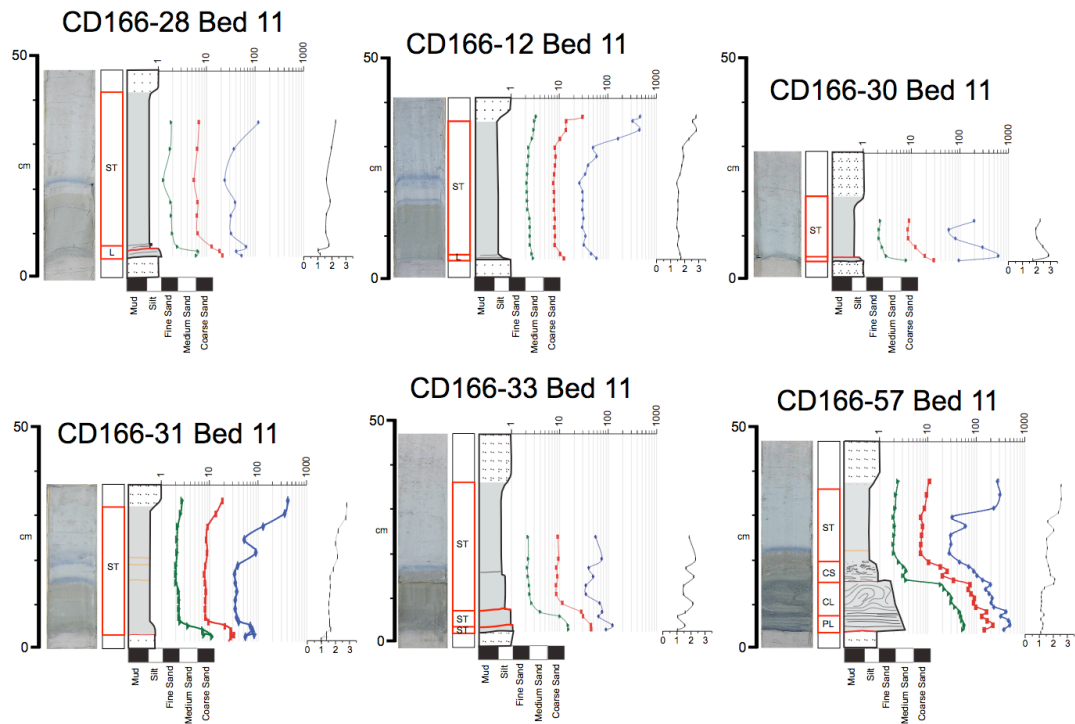 CD166-28 Bed 11
50
cm
0
ST
L
1
10
100
1000
0 1 2 3
Mud
Silt
Fine Sand
Medium Sand
Coarse Sand
CD166-12 Bed 11
50
cm
0
ST
L
1
10
100
1000
0 1 2 3
Mud
Silt
Fine Sand
Medium Sand
Coarse Sand
CD166-30 Bed 11
50
cm
0
ST
1
10
100
1000
0 1 2 3
Mud
Silt
Fine Sand
Medium Sand
Coarse Sand
CD166-31 Bed 11
50
cm
0
ST
1
10
100
1000
0 1 2 3
Mud
Silt
Fine Sand
Medium Sand
Coarse Sand
CD166-33 Bed 11
50
cm
0
ST
ST
ST
1
10
100
1000
0 1 2 3
Mud
Silt
Fine Sand
Medium Sand
Coarse Sand
CD166-57 Bed 11
50
cm
0
ST
CS
CL
PL
1
10
100
1000
0 1 2 3
Mud
Silt
Fine Sand
Medium Sand
Coarse Sand